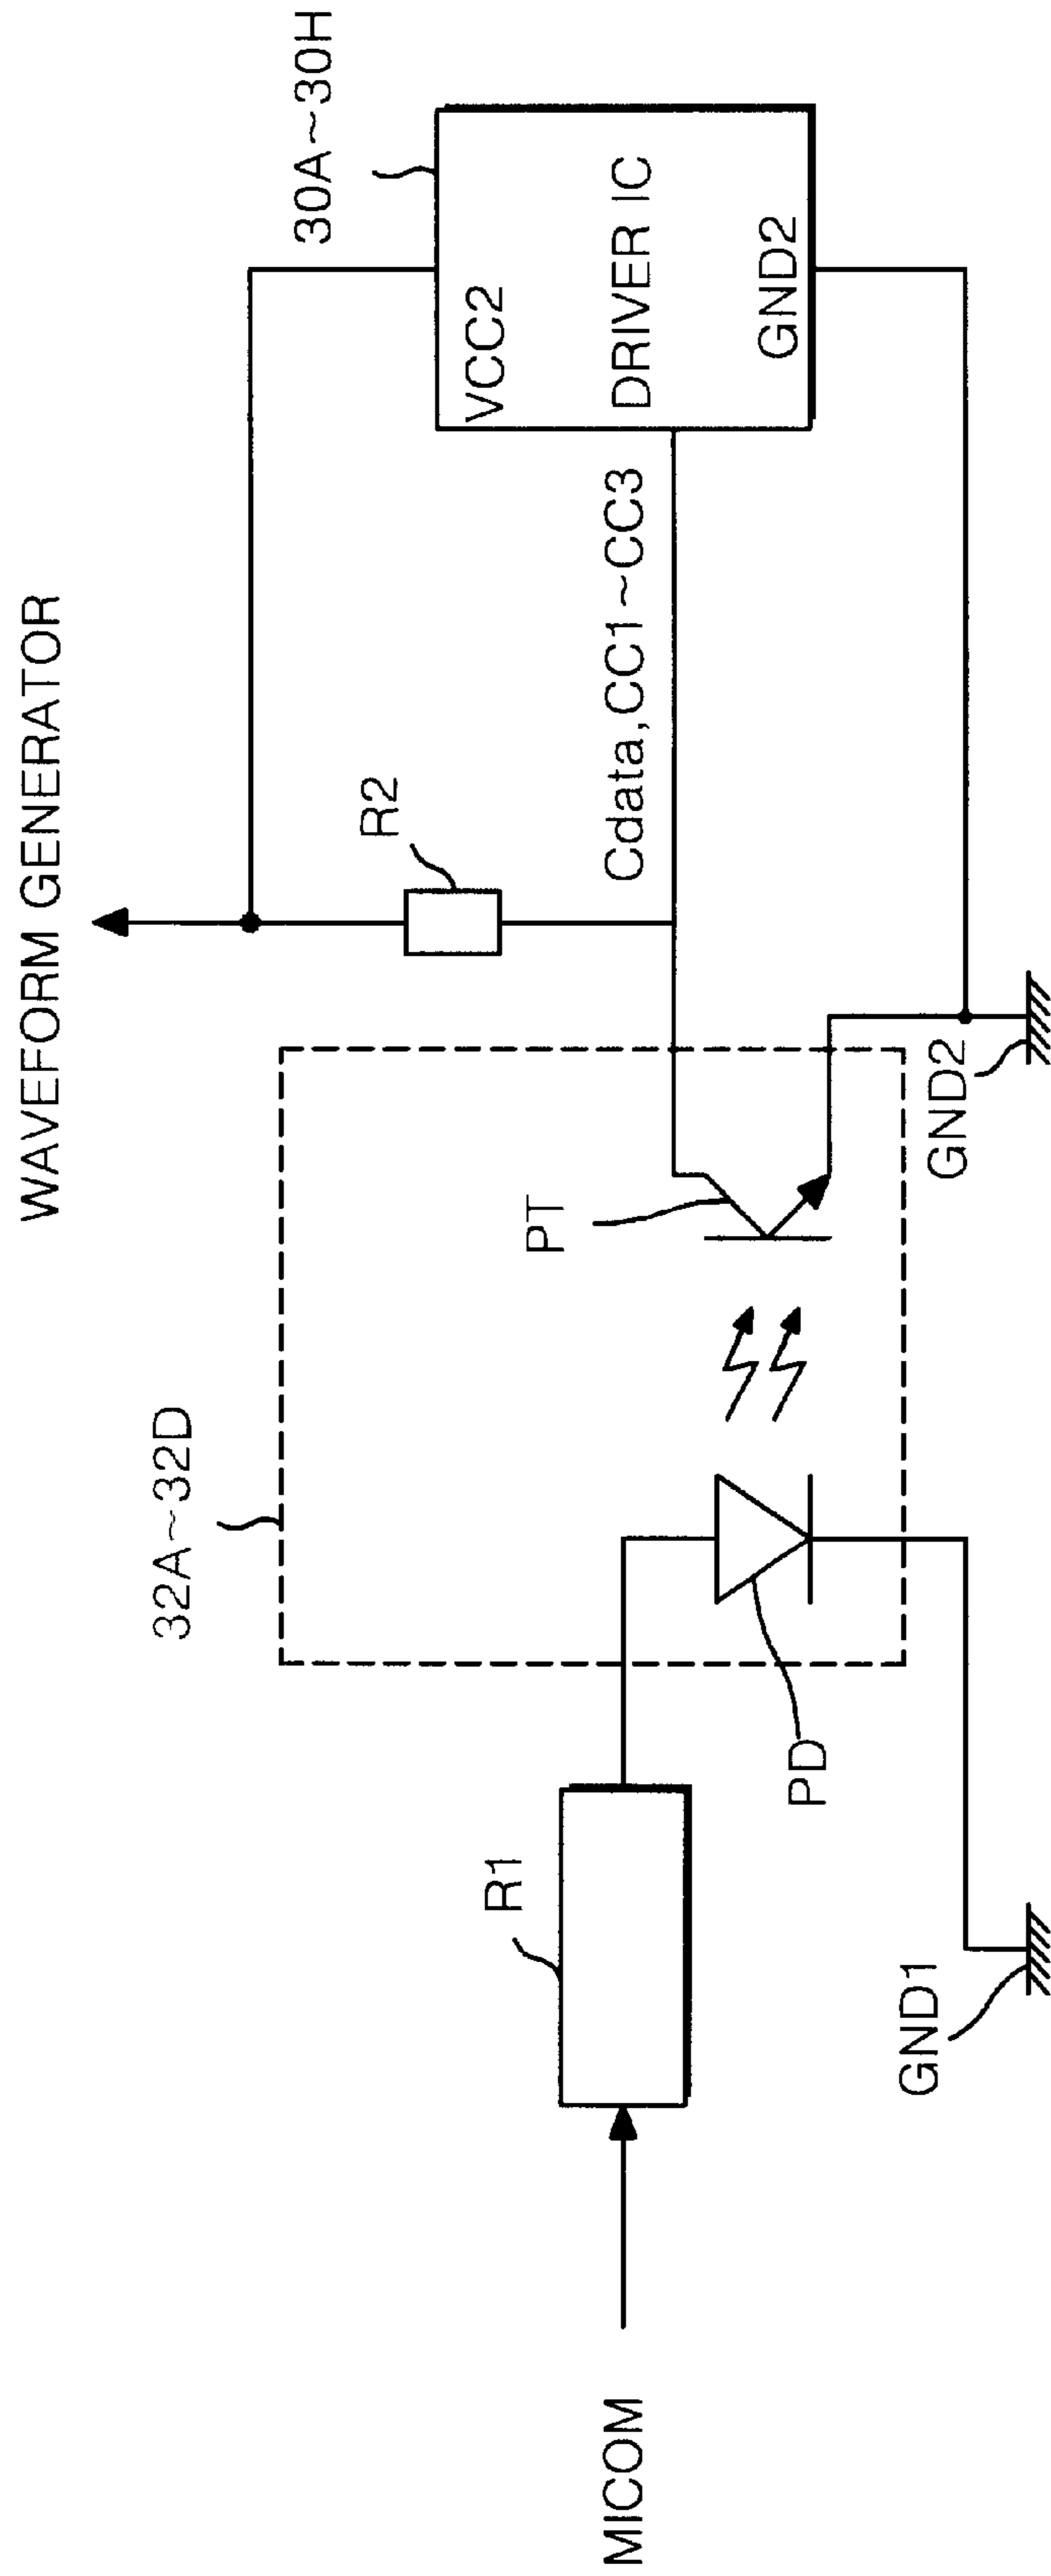 WAVEFORM GENERATOR
30A~30H
R2
VCC2
32A~32D
Cdata,CC1~CC3
DRIVER IC
PT
GND2
R1
MICOM
PD
GND1
GND2